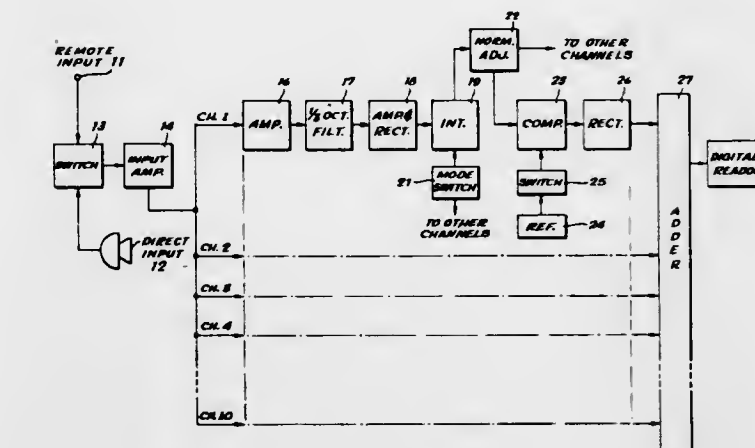 22
REMOTE
INPUT 11
NORM.
ADJ.
TO OTHER
CHANNELS
16
17
18
19
23
26
27
13
14
CH. 1
AMP.
1/3 OCT.
FILT.
AMP. &
RECT.
INT.
COMP.
RECT.
SWITCH
INPUT
AMP.
DIGITAL
READO
21
MODE
SWITCH
SWITCH
25
DIRECT
INPUT
12
TO OTHER
CHANNELS
REF.
24
ADDER
CH. 2
CH. 3
CH. 4
CH. 10